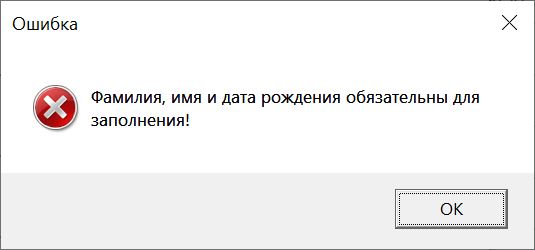 Ошибка
Фамилия, имя и дата рождения обязательны для
заполнения!
OK